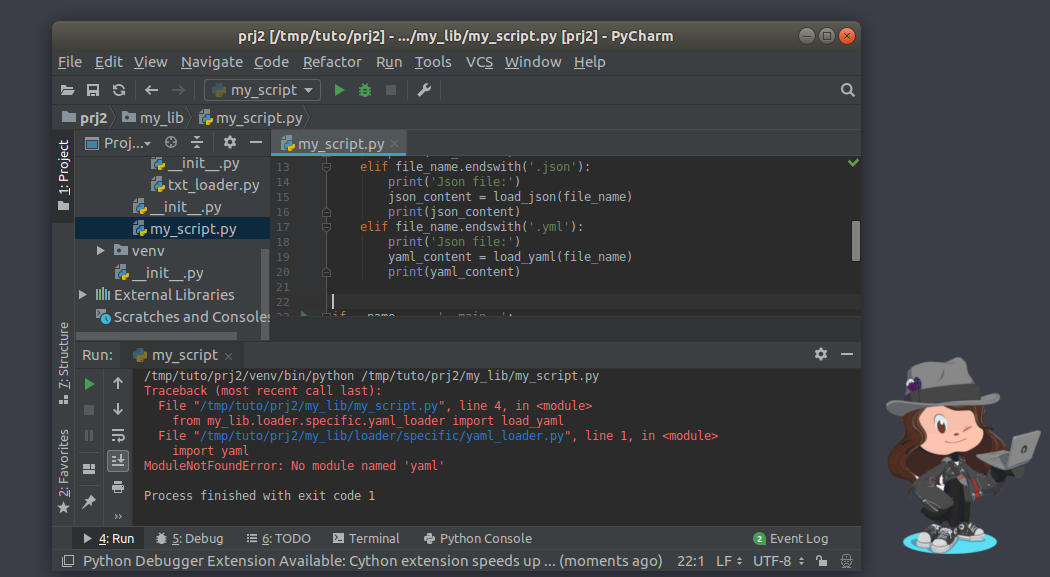 prj2 [/tmp/tuto/prj2] - .../my_lib/my_script.py [prj2] - PyCharm
File Edit View Navigate Code Refactor Run Tools VCS Window Help
my_script
prj2 my_lib my_script.py
1: Project
Proj...
my_script.py
__init__.py
txt_loader.py
__init__.py
my_script.py
venv
__init__.py
External Libraries
Scratches and Consoles
13 elif file_name.endswith('.json'):
14 print('Json file:')
15 json_content = load_json(file_name)
16 print(json_content)
17 elif file_name.endswith('.yml'):
18 print('Json file:')
19 yaml_content = load_yaml(file_name)
20 print(yaml_content)
21
22
7: Structure
2: Favorites
Run: my_script
/tmp/tuto/prj2/venv/bin/python /tmp/tuto/prj2/my_lib/my_script.py
Traceback (most recent call last):
File "/tmp/tuto/prj2/my_lib/my_script.py", line 4, in <module>
from my_lib.loader.specific.yaml_loader import load_yaml
File "/tmp/tuto/prj2/my_lib/loader/specific/yaml_loader.py", line 1, in <module>
import yaml
ModuleNotFoundError: No module named 'yaml'
Process finished with exit code 1
4: Run 5: Debug 6: TODO Terminal Python Console 2 Event Log
Python Debugger Extension Available: Cython extension speeds up ... (moments ago) 22:1 LF UTF-8